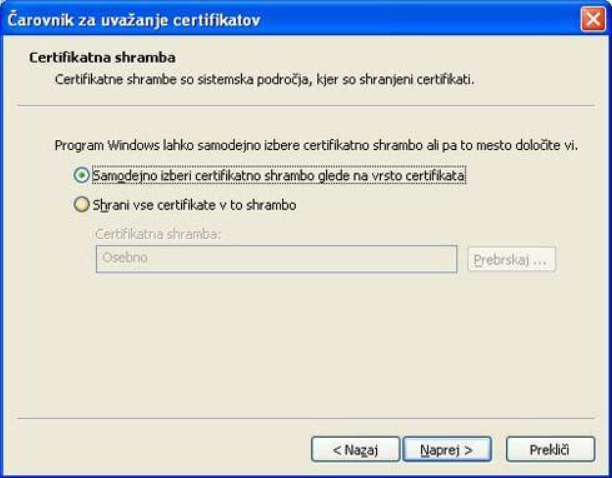 Čarovnik za uvažanje certifikatov
Certifikatna shramba
Certifikatne shrambe so sistemska področja, kjer so shranjeni certifikati.
Program Windows lahko samodejno izbere certifikatno shrambo ali pa to mesto določite vi.
Samodejno izberi certifikatno shrambo glede na vrsto certifikata
Shrani vse certifikate v to shrambo
Certifikatna shramba:
Osebno
Prebrskaj ...
< Nazaj
Naprej >
Prekliči